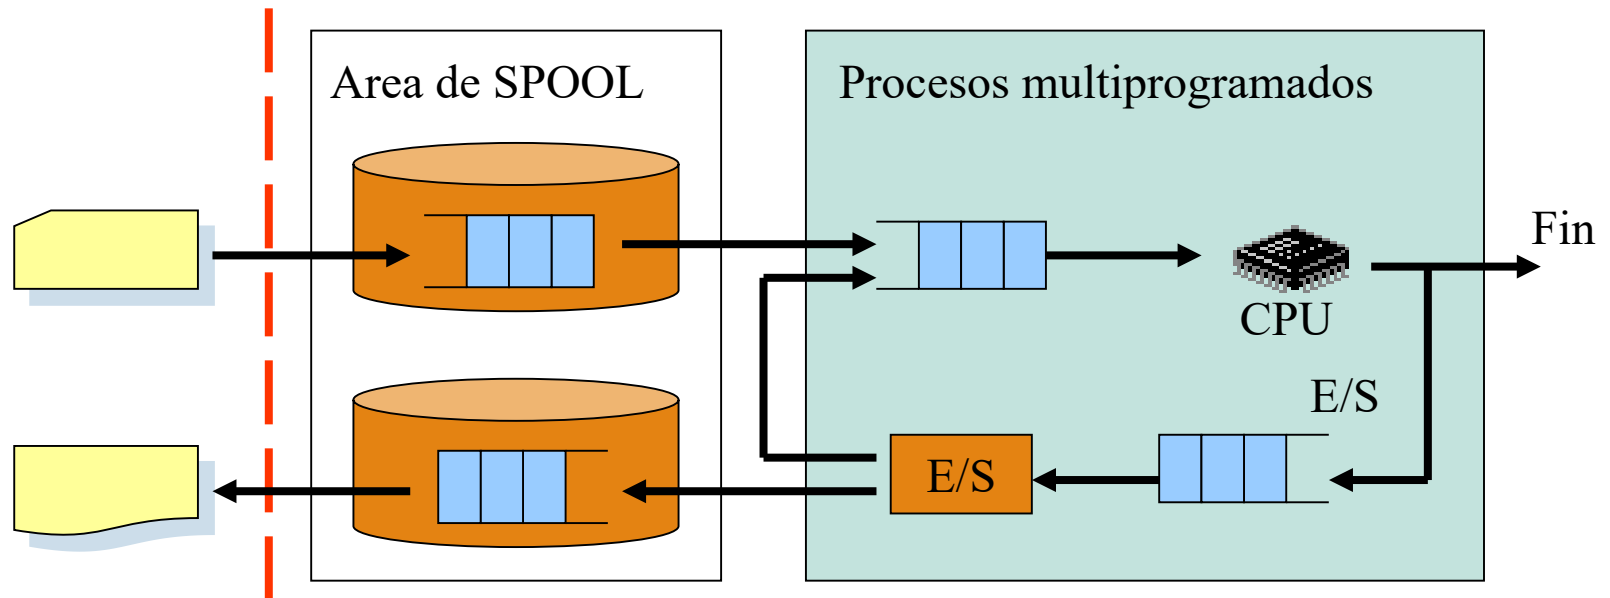 Area de SPOOL
Procesos multiprogramados
Fin
CPU
E/S
E/S